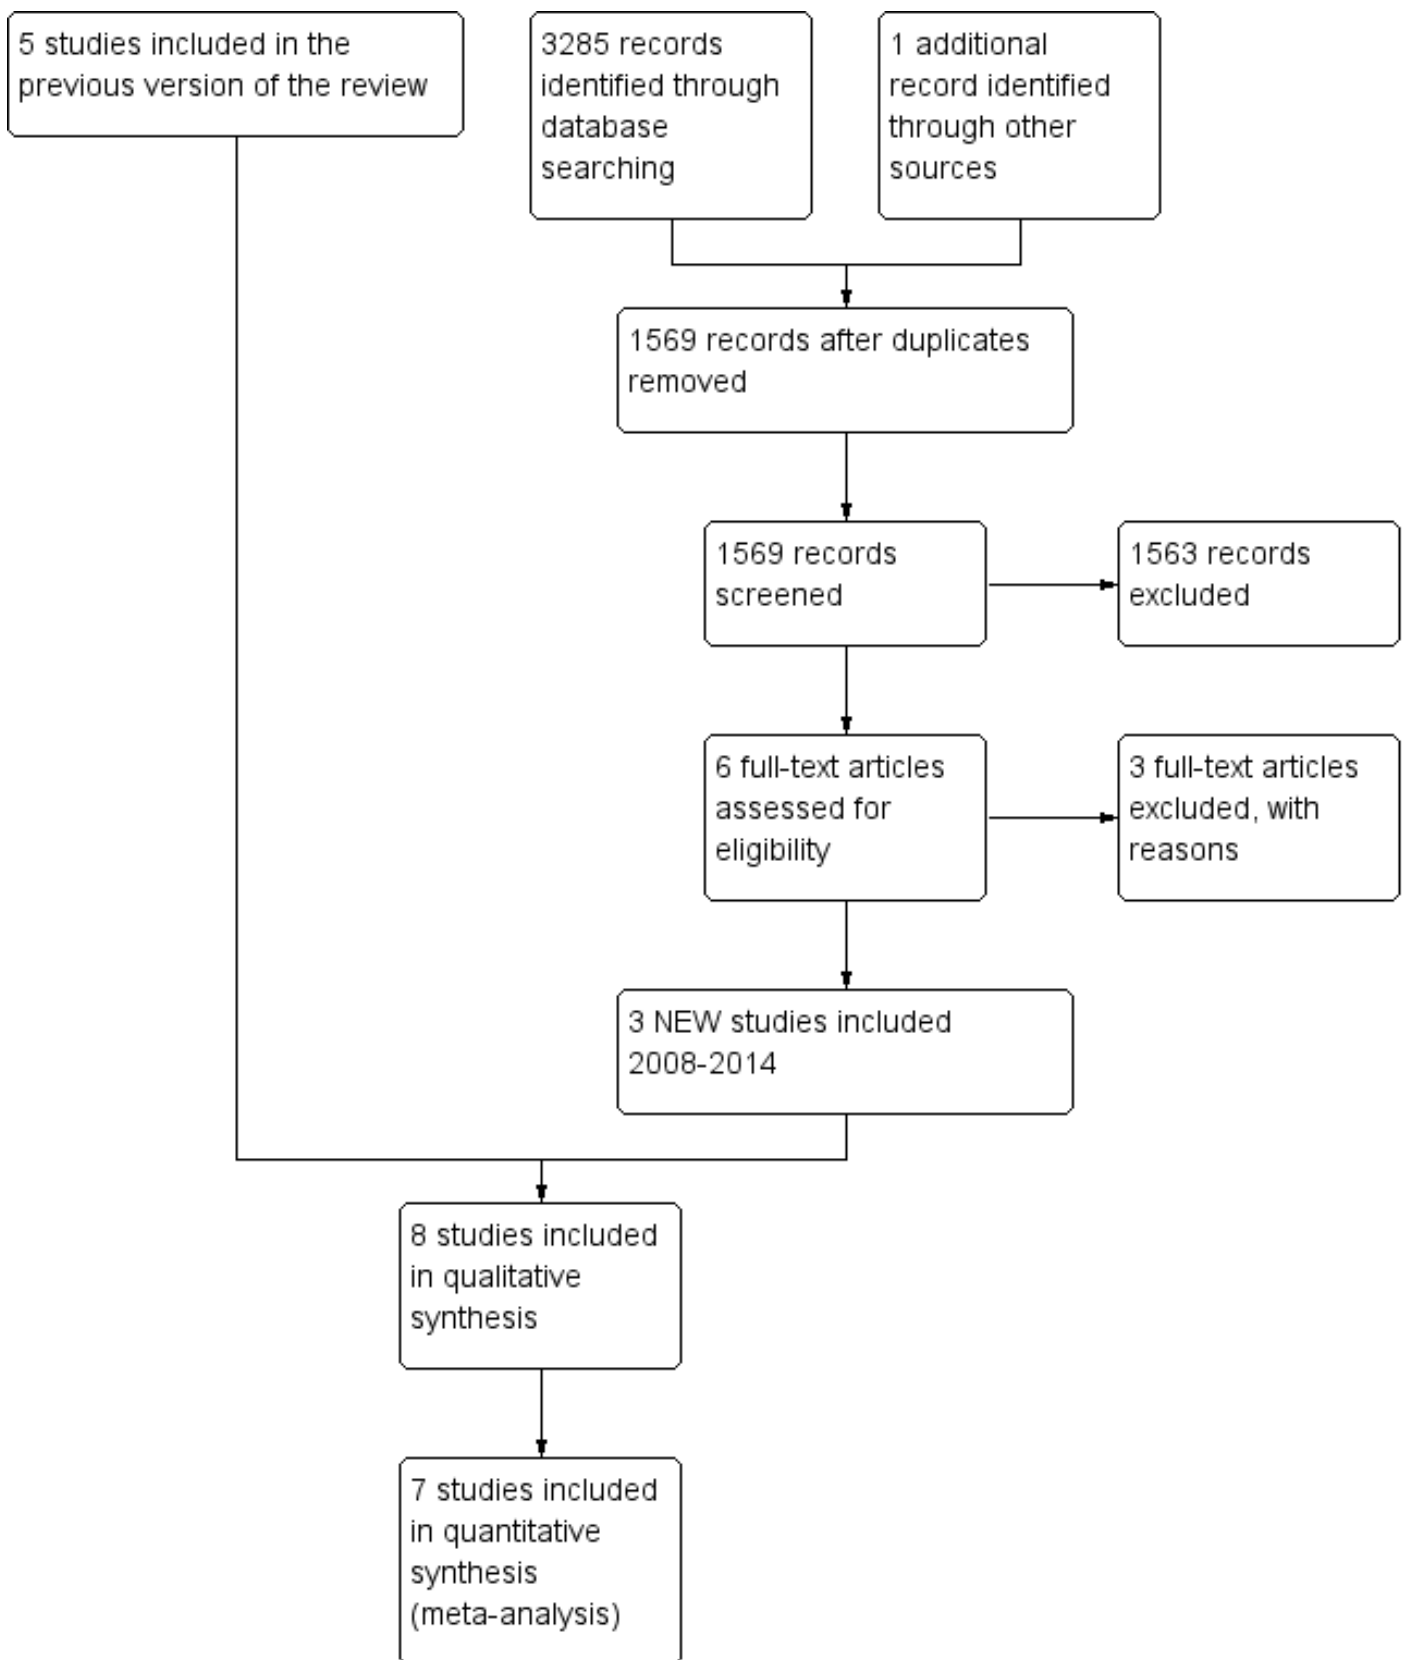 5 studies included in the
previous version of the review
3285 records
identified through
database
searching
1 additional
record identified
through other
sources
1569 records after duplicates
removed
1569 records
screened
1563 records
excluded
6 full-text articles
assessed for
eligibility
3 full-text articles
excluded, with
reasons
3 NEW studies included
2008-2014
8 studies included
in qualitative
synthesis
7 studies included
in quantitative
synthesis
(meta-analysis)